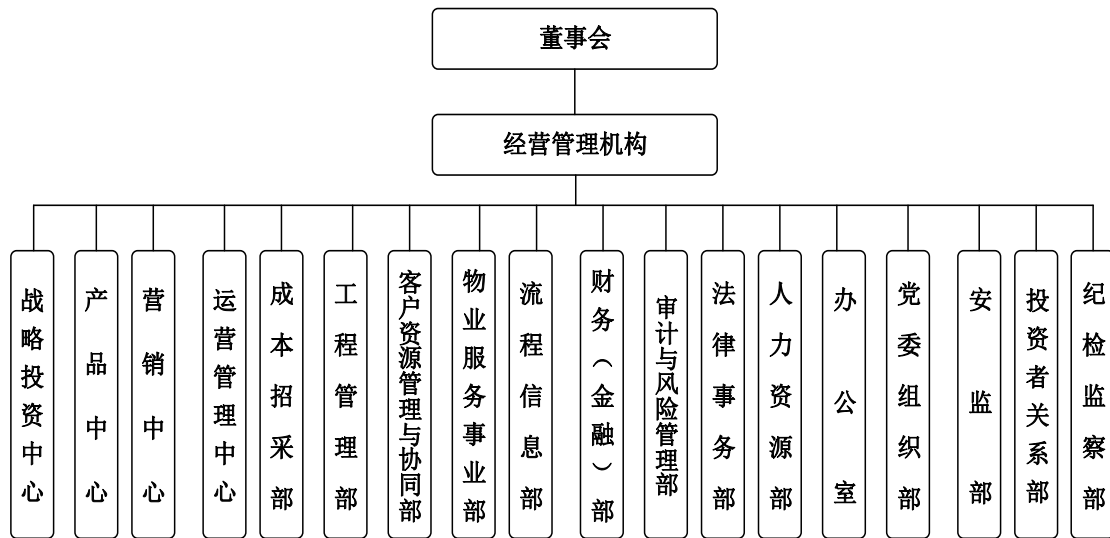 董事会
经营管理机构
战略投资中心
产品中心
营销中心
运营管理中心
成本招采部
工程管理部
客户资源管理与协同部
物业服务事业部
流程信息部
财务（金融）部
审计与风险管理部
法律事务部
人力资源部
办公室
党委组织部
安监部
投资者关系部
纪检监察部